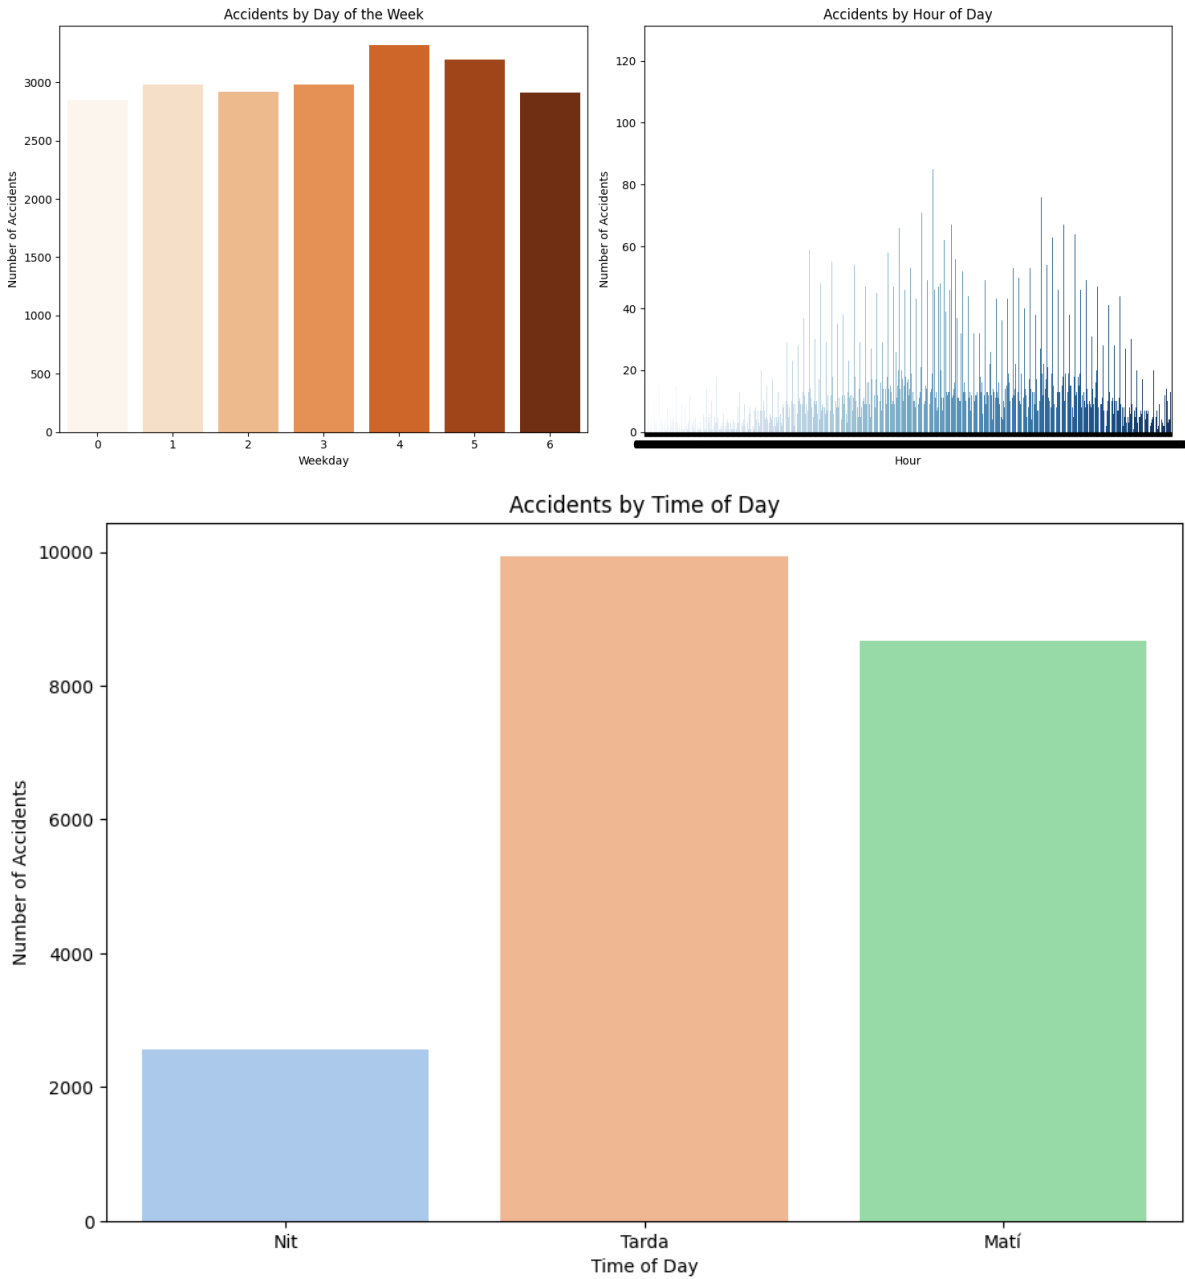 Accidents by Day of the Week
Number of Accidents
3000
2500
2000
1500
1000
500
0
0 1 2 3 4 5 6
Weekday
Accidents by Hour of Day
Number of Accidents
120
100
80
60
40
20
0
Hour
Accidents by Time of Day
Number of Accidents
10000
8000
6000
4000
2000
0
Nit Tarda Matí
Time of Day